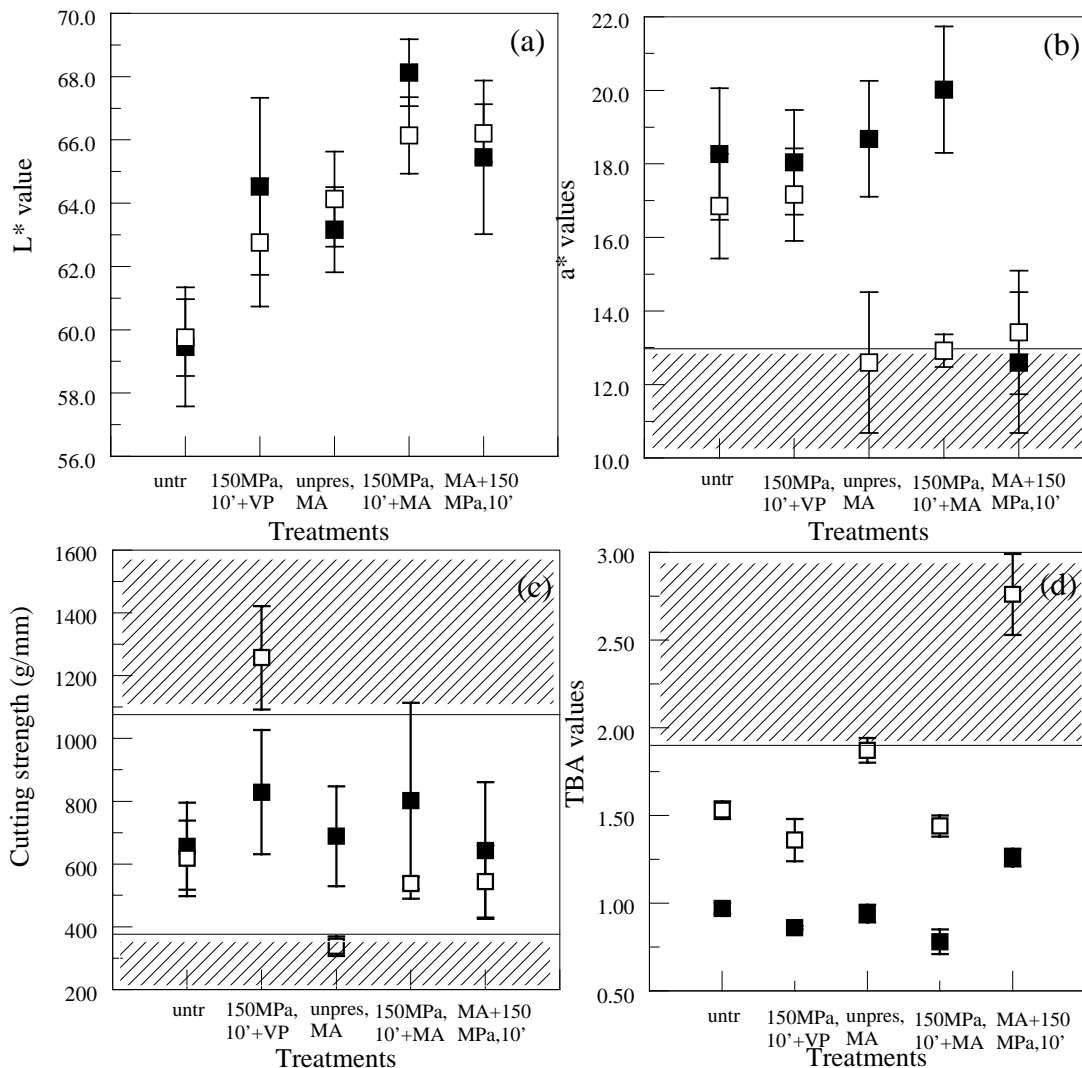 (a)
L* value
70.0
68.0
66.0
64.0
62.0
60.0
58.0
56.0
untr
150MPa,
10’+VP
unpres,
MA
150MPa,
10’+MA
MA+150
MPa,10’
Treatments
(b)
a* values
22.0
20.0
18.0
16.0
14.0
12.0
10.0
untr
150MPa,
10’+VP
unpres,
MA
150MPa,
10’+MA
MA+150
MPa,10’
Treatments
(c)
Cutting strength (g/mm)
1600
1400
1200
1000
800
600
400
200
untr
150MPa,
10’+VP
unpres,
MA
150MPa,
10’+MA
MA+150
MPa,10’
Treatments
(d)
TBA values
3.00
2.50
2.00
1.50
1.00
0.50
untr
150MPa,
10’+VP
unpres,
MA
150MPa,
10’+MA
MA+150
MPa,10’
Treatments